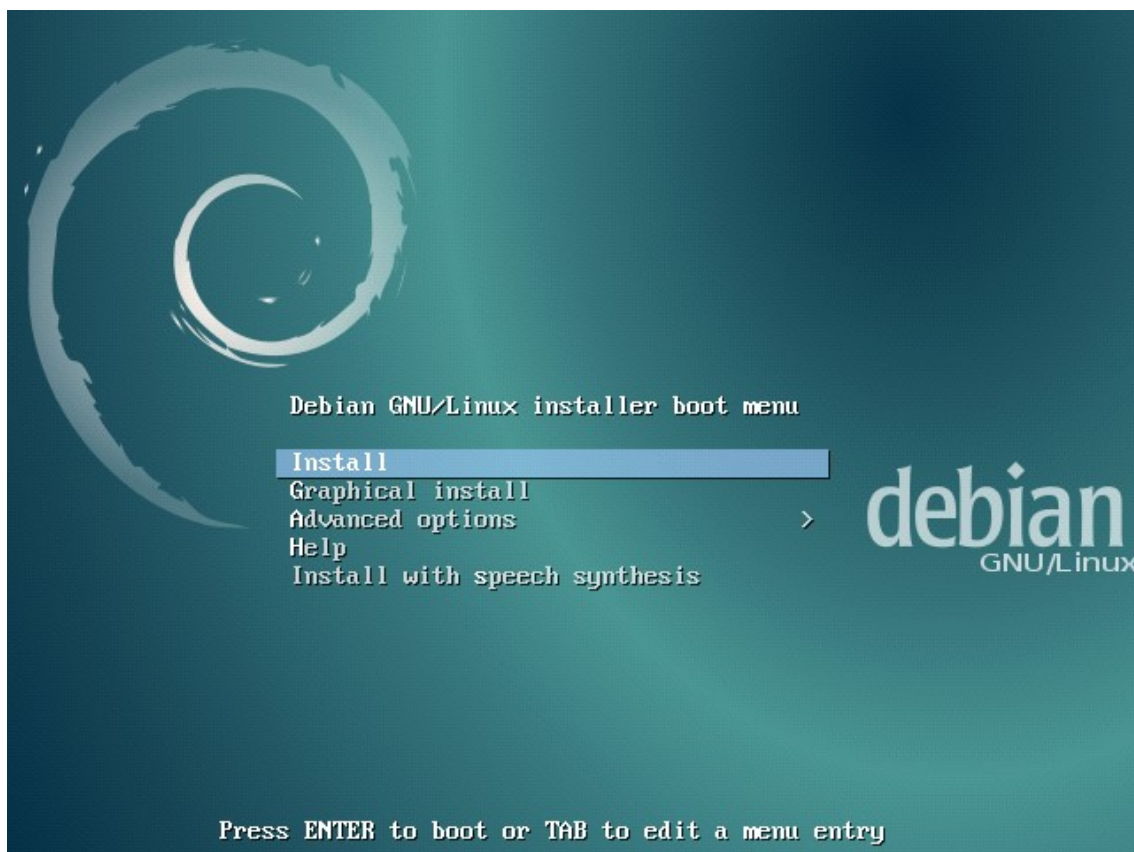 Debian GNU/Linux installer boot menu
Install
Graphical install
Advanced options >
Help
Install with speech synthesis
debian
GNU/Linux
Press ENTER to boot or TAB to edit a menu entry